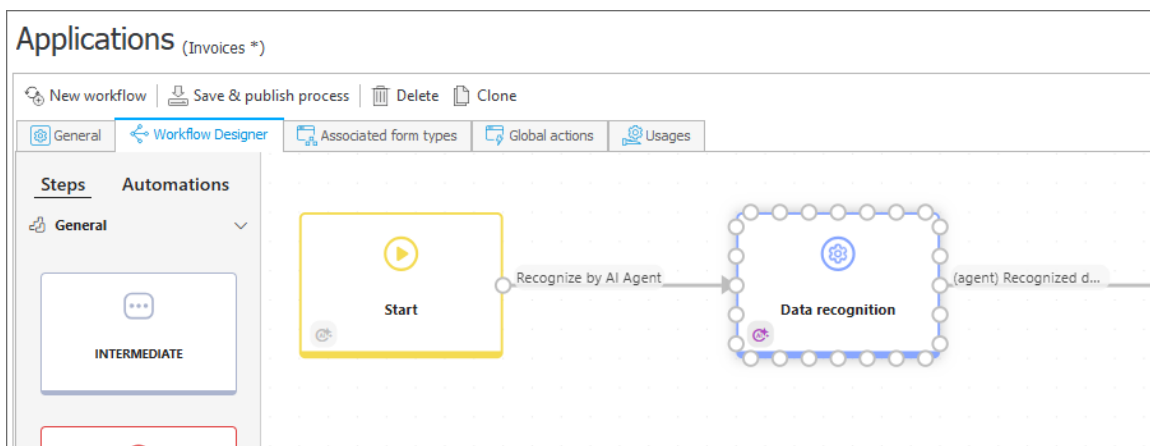 Applications (Invoices *)
New workflow Save & publish process Delete Clone
General Workflow Designer Associated form types Global actions Usages
Steps Automations
General
INTERMEDIATE
Start
Recognize by AI Agent
Data recognition
(agent) Recognized d...